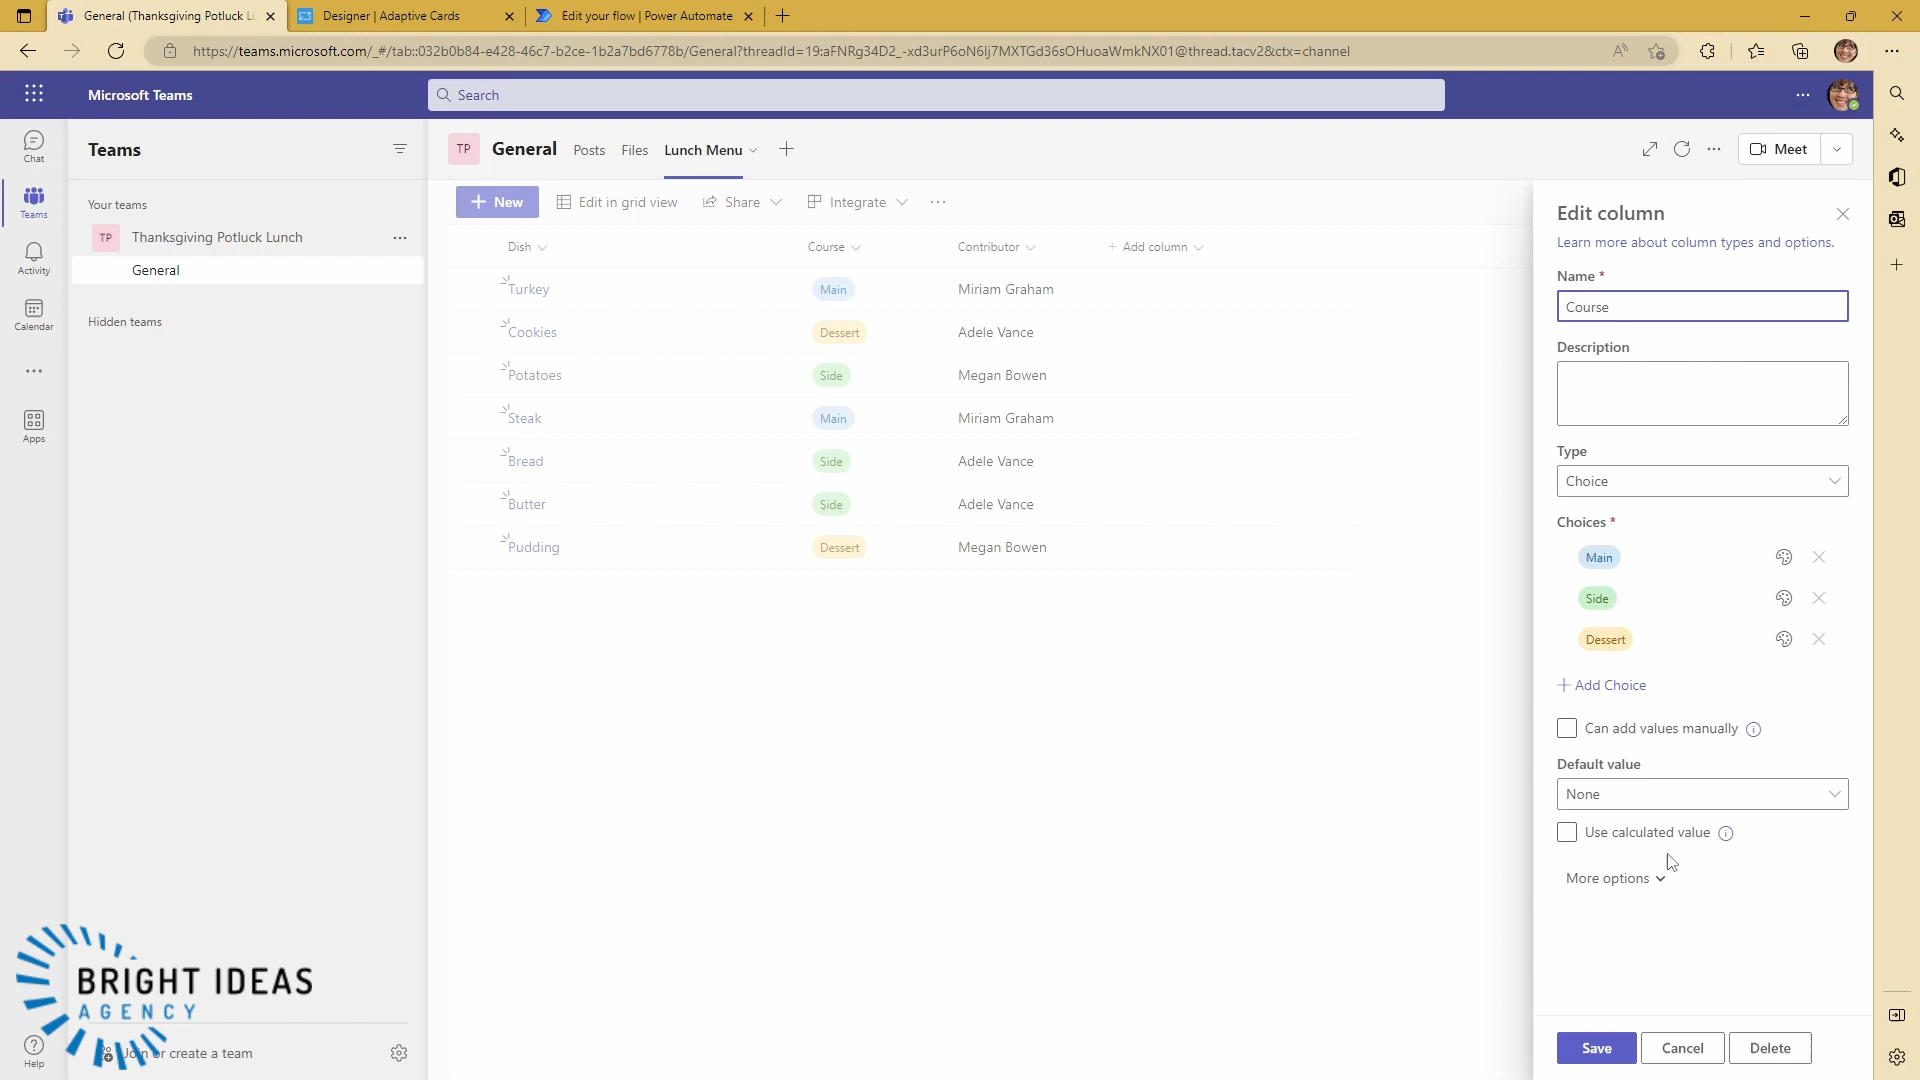 General (Thanksgiving Potluck Lu
Designer | Adaptive Cards
Edit your flow | Power Automate
https://teams.microsoft.com/_#/tab::032b0b84-e428-46c7-b2ce-1b2a7bd6778b/General?threadId=19:aFNRg34D2_-xd3urP6oN6lj7MXTGd36sOHuoaWmkNX01@thread.tacv2&ctx=channel
Microsoft Teams
Search
Chat
Teams
Activity
Calendar
Apps
Help
Teams
Your teams
TP Thanksgiving Potluck Lunch
General
Hidden teams
Join or create a team
BRIGHT IDEAS
AGENCY
TP General Posts Files Lunch Menu
Meet
New Edit in grid view Share Integrate
Dish Course Contributor + Add column
Turkey Main Miriam Graham
Cookies Dessert Adele Vance
Potatoes Side Megan Bowen
Steak Main Miriam Graham
Bread Side Adele Vance
Butter Side Adele Vance
Pudding Dessert Megan Bowen
Edit column
Learn more about column types and options.
Name *
Course
Description
Type
Choice
Choices *
Main
Side
Dessert
+ Add Choice
Can add values manually
Default value
None
Use calculated value
More options
Save Cancel Delete